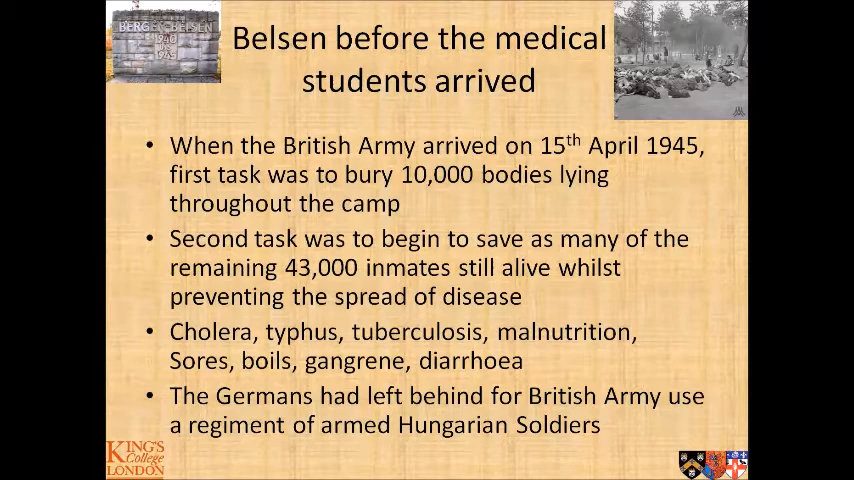 BERGEN-BELSEN
1940
BIS
1945
Belsen before the medical
students arrived
• When the British Army arrived on 15th April 1945,
first task was to bury 10,000 bodies lying
throughout the camp
• Second task was to begin to save as many of the
remaining 43,000 inmates still alive whilst
preventing the spread of disease
• Cholera, typhus, tuberculosis, malnutrition,
Sores, boils, gangrene, diarrhoea
• The Germans had left behind for British Army use
a regiment of armed Hungarian Soldiers
KING'S
College
LONDON